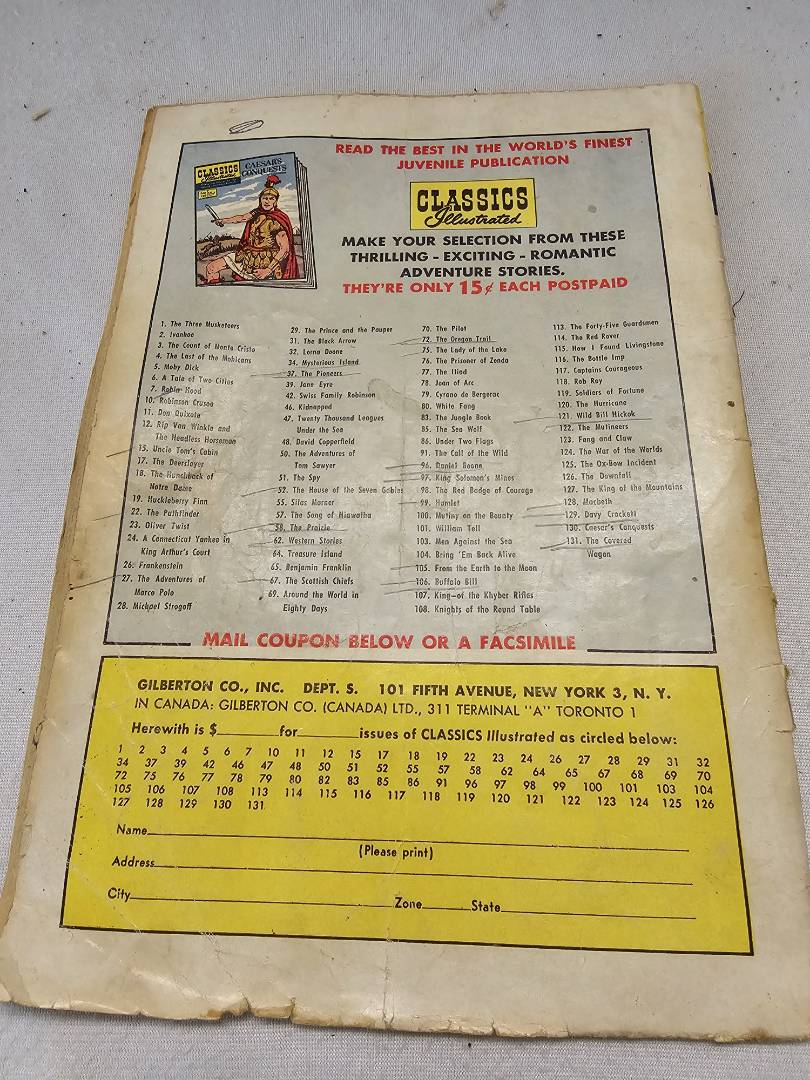 CLASSICS
Illustrated
CAESAR'S
CONQUESTS
READ THE BEST IN THE WORLD'S FINEST
JUVENILE PUBLICATION
CLASSICS
Illustrated
MAKE YOUR SELECTION FROM THESE
THRILLING - EXCITING - ROMANTIC
ADVENTURE STORIES.
THEY'RE ONLY 15¢ EACH POSTPAID
1. The Three Musketeers
2. Ivanhoe
3. The Count of Monte Cristo
4. The Last of the Mohicans
5. Moby Dick
6. A Tale of Two Cities
7. Robin Hood
10. Robinson Crusoe
11. Don Quixote
12. Rip Van Winkle and
The Headless Horseman
15. Uncle Tom's Cabin
17. The Deerslayer
18. The Hunchback of
Notre Dame
19. Huckleberry Finn
22. The Pathfinder
23. Oliver Twist
24. A Connecticut Yankee in
King Arthur's Court
26. Frankenstein
27. The Adventures of
Marco Polo
28. Michael Strogoff
29. The Prince and the Pauper
31. The Black Arrow
32. Lorna Doone
34. Mysterious Island
37. The Pioneers
39. Jane Eyre
42. Swiss Family Robinson
46. Kidnapped
47. Twenty Thousand Leagues
Under the Sea
48. David Copperfield
50. The Adventures of
Tom Sawyer
51. The Spy
52. The House of the Seven Gables
55. Silas Marner
57. The Song of Hiawatha
58. The Prairie
62. Western Stories
64. Treasure Island
65. Benjamin Franklin
67. The Scottish Chiefs
69. Around the World in
Eighty Days
70. The Pilot
72. The Oregon Trail
75. The Lady of the Lake
76. The Prisoner of Zenda
77. The Iliad
78. Joan of Arc
79. Cyrano de Bergerac
80. White Fang
83. The Jungle Book
85. The Sea Wolf
86. Under Two Flags
91. The Call of the Wild
96. Daniel Boone
97. King Solomon's Mines
98. The Red Badge of Courage
99. Hamlet
100. Mutiny on the Bounty
101. William Tell
103. Men Against the Sea
104. Bring 'Em Back Alive
105. From the Earth to the Moon
106. Buffalo Bill
107. King—of the Khyber Rifles
108. Knights of the Round Table
113. The Forty-Five Guardsmen
114. The Red Rover
115. How I Found Livingstone
116. The Bottle Imp
117. Captains Courageous
118. Rob Roy
119. Soldiers of Fortune
120. The Hurricane
121. Wild Bill Hickok
122. The Mutineers
123. Fang and Claw
124. The War of the Worlds
125. The Ox-Bow Incident
126. The Downfall
127. The King of the Mountains
128. Macbeth
129. Davy Crockett
130. Caesar's Conquests
131. The Covered
Wagon
MAIL COUPON BELOW OR A FACSIMILE
GILBERTON CO., INC. DEPT. S. 101 FIFTH AVENUE, NEW YORK 3, N. Y.
IN CANADA: GILBERTON CO. (CANADA) LTD., 311 TERMINAL "A" TORONTO 1
Herewith is $ for issues of CLASSICS Illustrated as circled below:
1 2 3 4 5 6 7 10 11 12 15 17 18 19 22 23 24 26 27 28 29 31 32
34 37 39 42 46 47 48 50 51 52 55 57 58 62 64 65 67 68 69 70
72 75 76 77 78 79 80 82 83 85 86 91 96 97 98 99 100 101 103 104
105 106 107 108 113 114 115 116 117 118 119 120 121 122 123 124 125 126
127 128 129 130 131
Name
(Please print)
Address
City Zone State